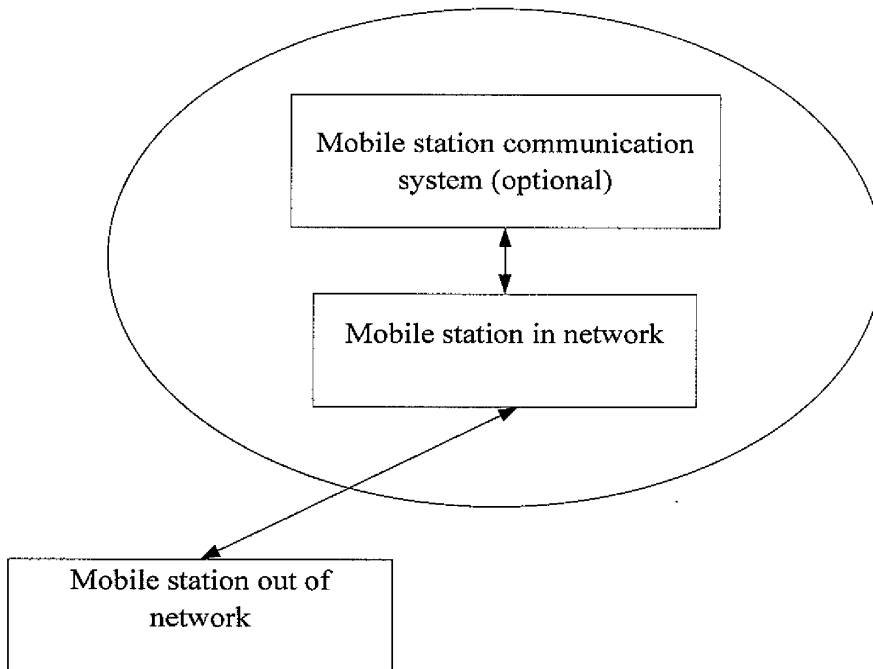 Mobile station communication
system (optional)
Mobile station in network
Mobile station out of
network